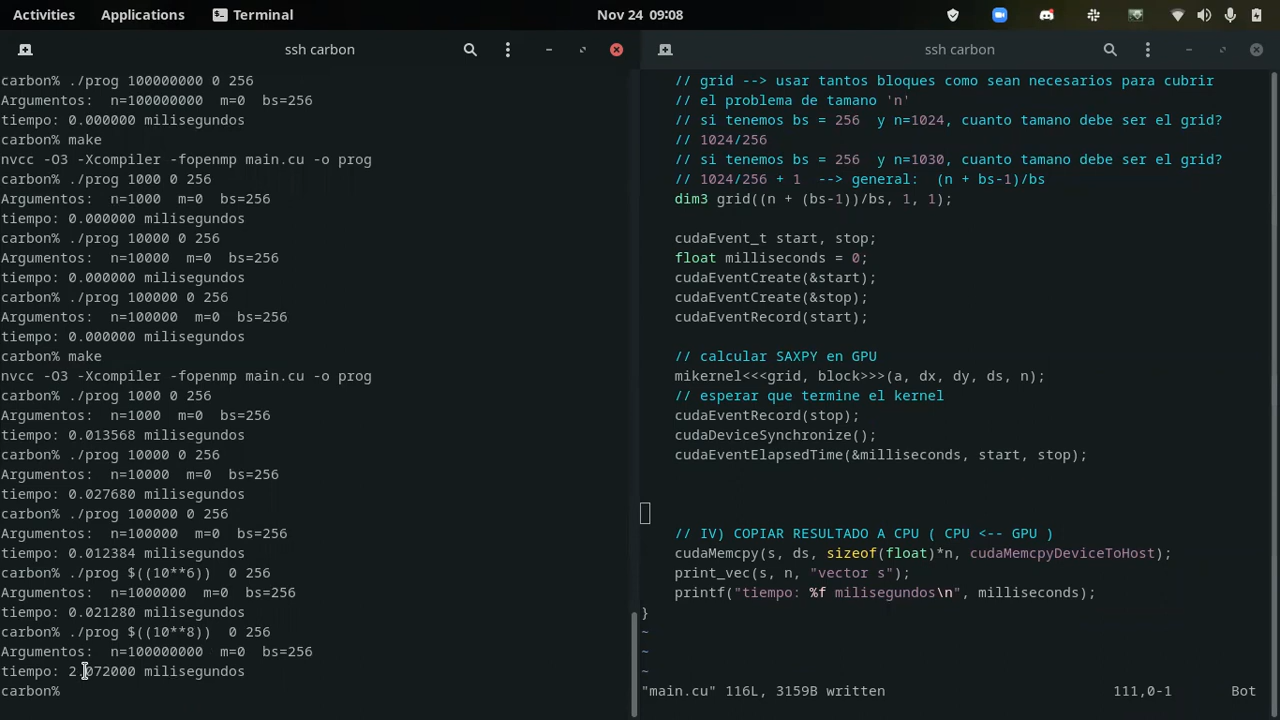 Activities
Applications
Terminal
Nov 24 09:08
ssh carbon
carbon% ./prog 100000000 0 256
Argumentos:  n=100000000  m=0  bs=256
tiempo: 0.000000 milisegundos
carbon% make
nvcc -O3 -Xcompiler -fopenmp main.cu -o prog
carbon% ./prog 1000 0 256
Argumentos:  n=1000  m=0  bs=256
tiempo: 0.000000 milisegundos
carbon% ./prog 10000 0 256
Argumentos:  n=10000  m=0  bs=256
tiempo: 0.000000 milisegundos
carbon% ./prog 100000 0 256
Argumentos:  n=100000  m=0  bs=256
tiempo: 0.000000 milisegundos
carbon% make
nvcc -O3 -Xcompiler -fopenmp main.cu -o prog
carbon% ./prog 1000 0 256
Argumentos:  n=1000  m=0  bs=256
tiempo: 0.013568 milisegundos
carbon% ./prog 10000 0 256
Argumentos:  n=10000  m=0  bs=256
tiempo: 0.027680 milisegundos
carbon% ./prog 100000 0 256
Argumentos:  n=100000  m=0  bs=256
tiempo: 0.012384 milisegundos
carbon% ./prog $((10**6))  0 256
Argumentos:  n=1000000  m=0  bs=256
tiempo: 0.021280 milisegundos
carbon% ./prog $((10**8))  0 256
Argumentos:  n=100000000  m=0  bs=256
tiempo: 2.072000 milisegundos
carbon%
ssh carbon
// grid --> usar tantos bloques como sean necesarios para cubrir
// el problema de tamano 'n'
// si tenemos bs = 256  y n=1024, cuanto tamano debe ser el grid?
// 1024/256
// si tenemos bs = 256  y n=1030, cuanto tamano debe ser el grid?
// 1024/256 + 1  --> general:  (n + bs-1)/bs
dim3 grid((n + (bs-1))/bs, 1, 1);
cudaEvent_t start, stop;
float milliseconds = 0;
cudaEventCreate(&start);
cudaEventCreate(&stop);
cudaEventRecord(start);
// calcular SAXPY en GPU
mikernel<<<grid, block>>>(a, dx, dy, ds, n);
// esperar que termine el kernel
cudaEventRecord(stop);
cudaDeviceSynchronize();
cudaEventElapsedTime(&milliseconds, start, stop);
// IV) COPIAR RESULTADO A CPU ( CPU <-- GPU )
cudaMemcpy(s, ds, sizeof(float)*n, cudaMemcpyDeviceToHost);
print_vec(s, n, "vector s");
printf("tiempo: %f milisegundos\n", milliseconds);
}
~
~
~
"main.cu" 116L, 3159B written 111,0-1 Bot